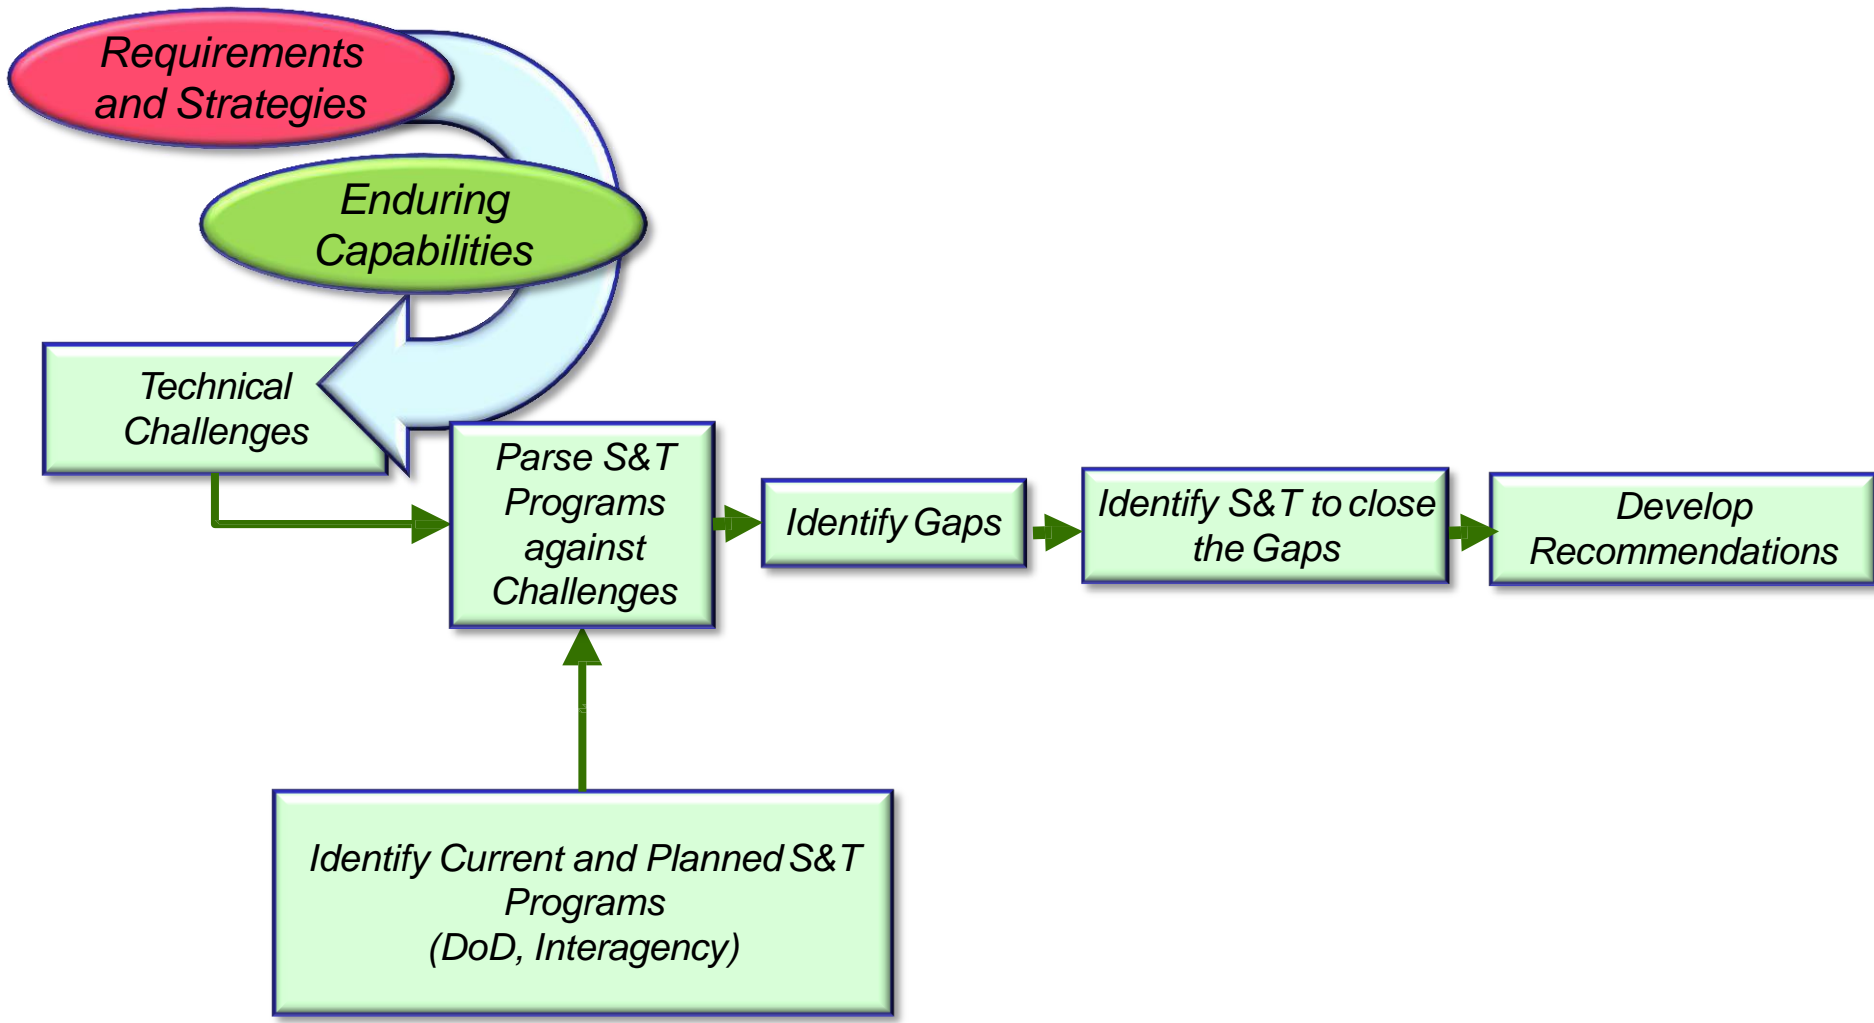 Requirements
and Strategies
Enduring
Capabilities
Technical
Challenges
Parse S&T
Programs
against
Challenges
Identify Gaps
Identify S&T to close
the Gaps
Develop
Recommendations
Identify Current and Planned S&T
Programs
(DoD, Interagency)